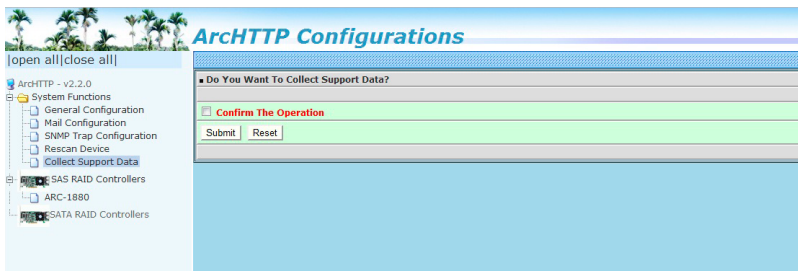 ArcHTTP Configurations
|open all|close all|
ArcHTTP - v2.2.0
System Functions
General Configuration
Mail Configuration
SNMP Trap Configuration
Rescan Device
Collect Support Data
SAS RAID Controllers
ARC-1880
SATA RAID Controllers
Do You Want To Collect Support Data?
Confirm The Operation
Submit Reset